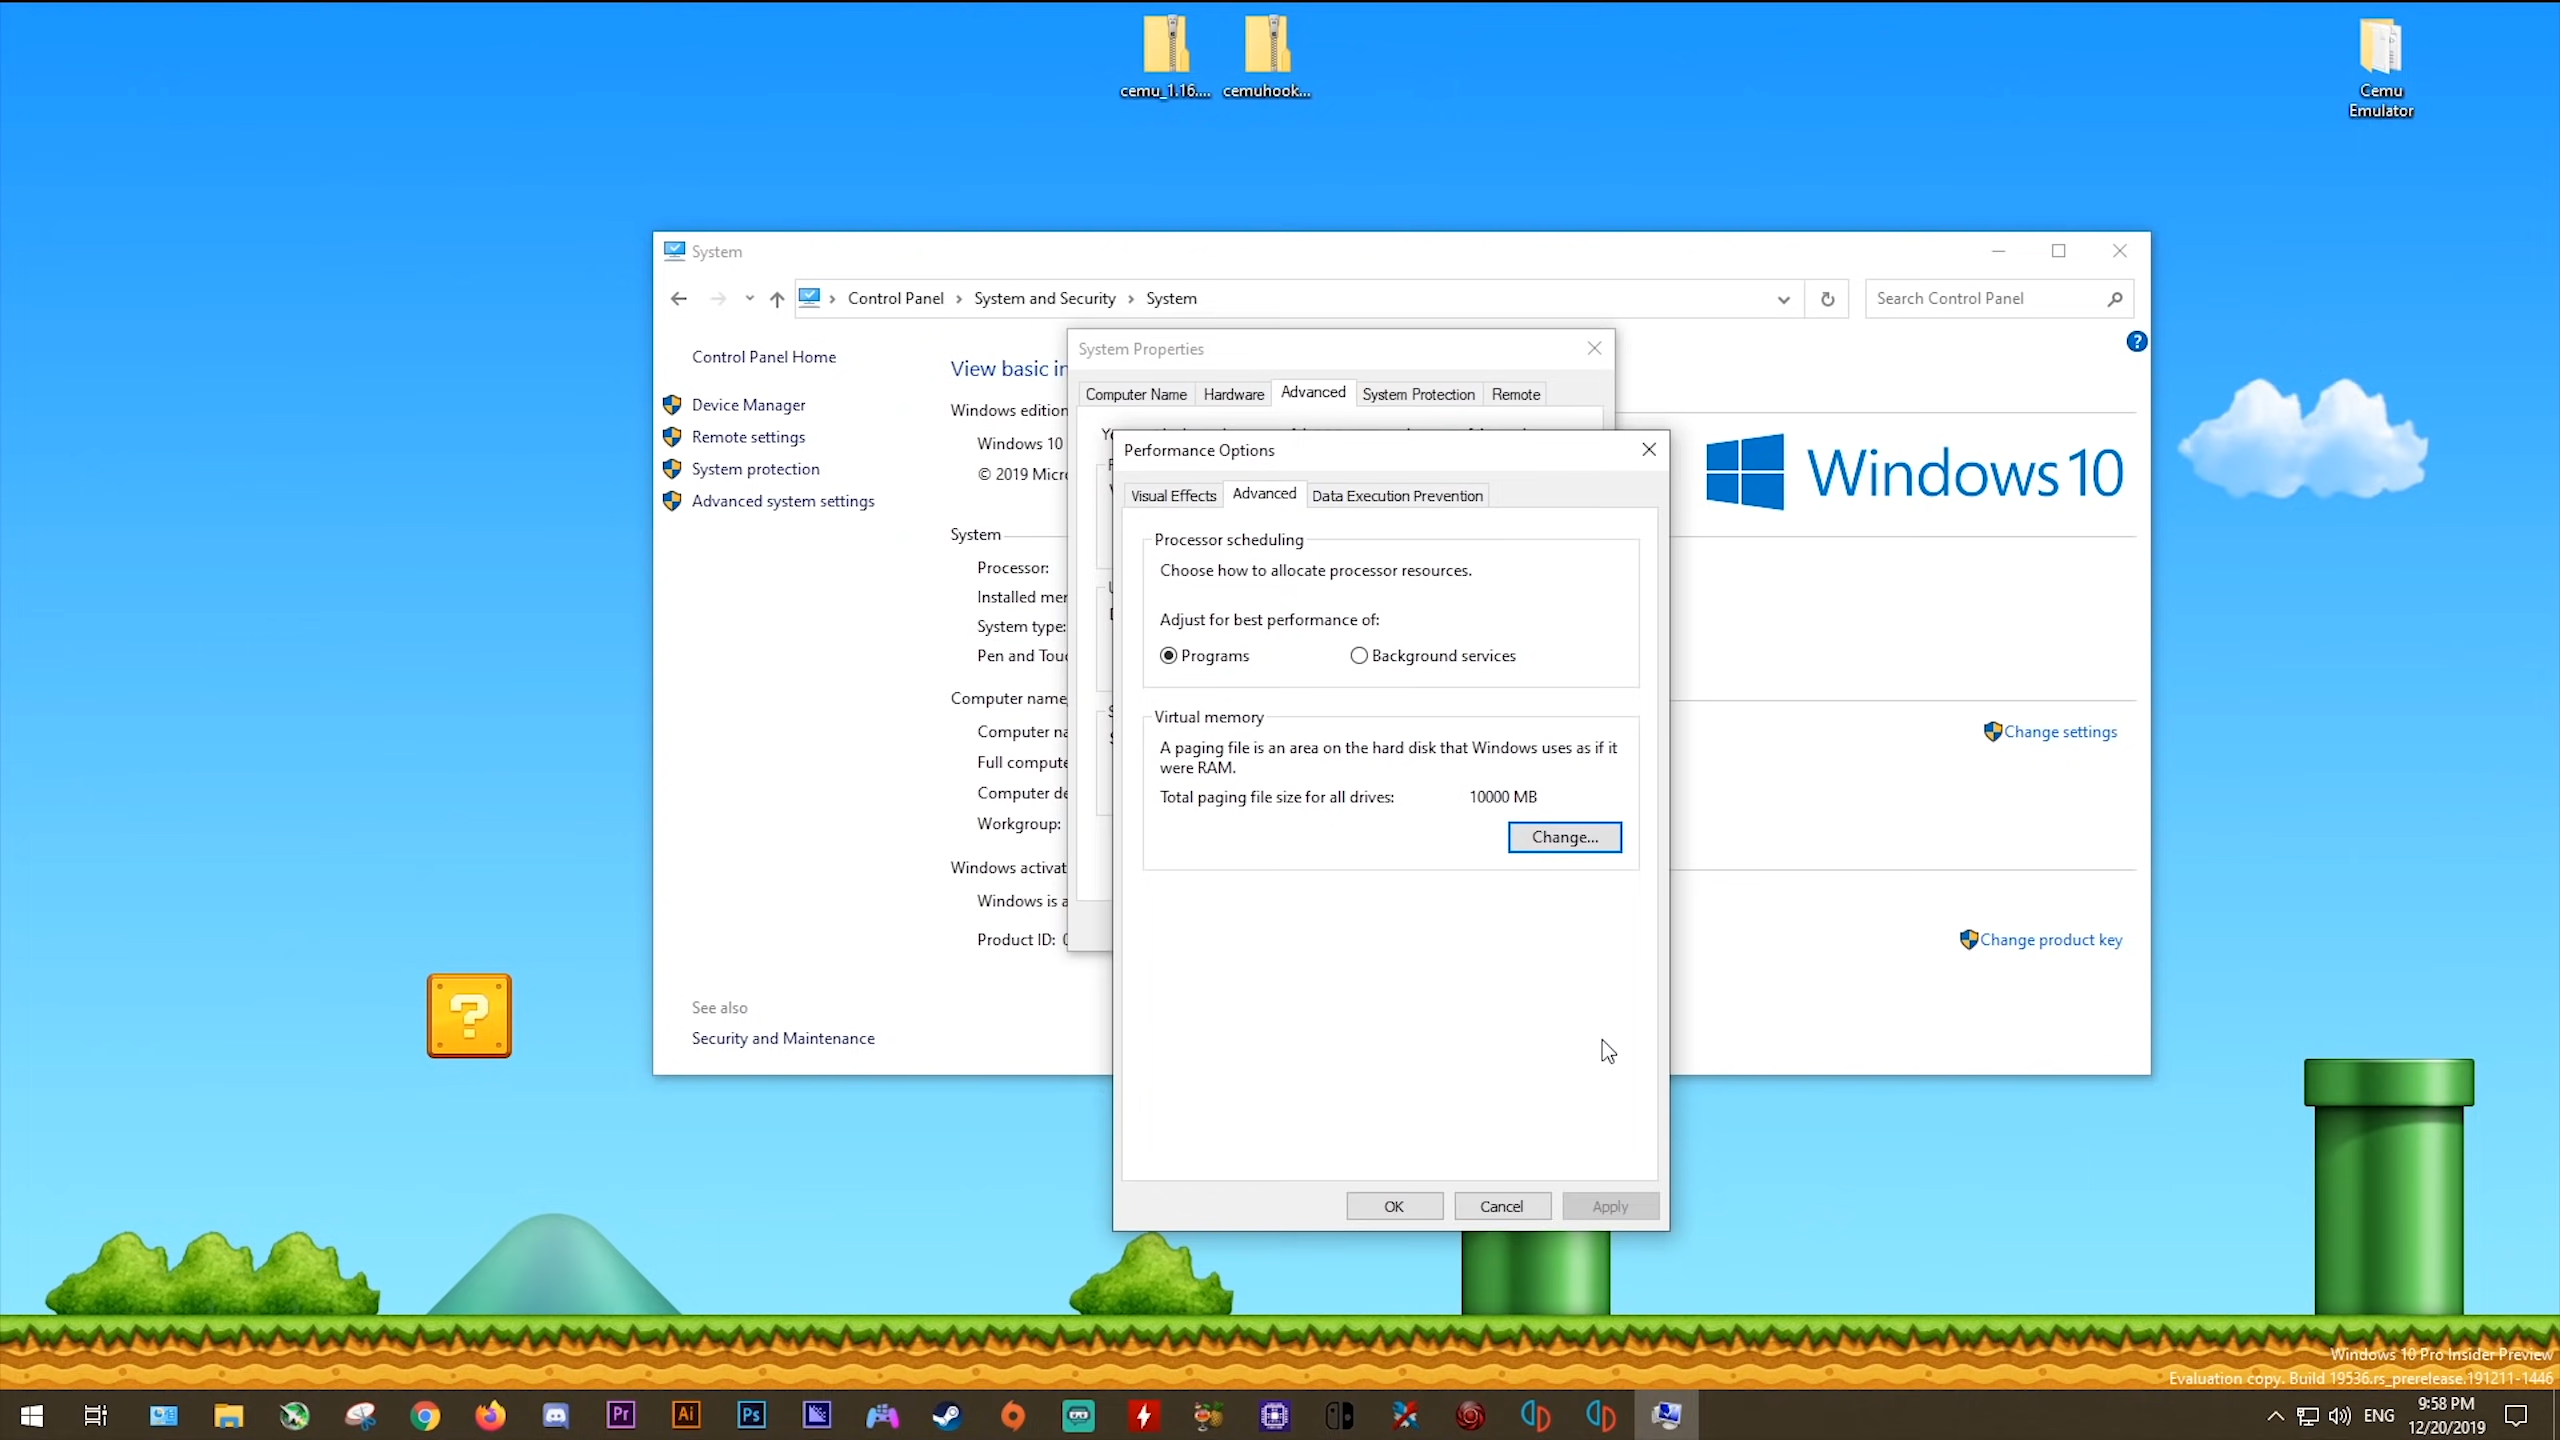 cemu_1.16....
cemuhook...
Cemu
Emulator
System
Control Panel
System and Security
System
Search Control Panel
Control Panel Home
Device Manager
Remote settings
System protection
Advanced system settings
See also
Security and Maintenance
View basic in
Windows edition
Windows 10
© 2019 Micr
System
Processor:
Installed me
System type:
Pen and Tou
Computer name
Computer na
Full compute
Computer de
Workgroup:
Windows activat
Windows is a
Product ID:
Windows 10
Change settings
Change product key
System Properties
Computer Name
Hardware
Advanced
System Protection
Remote
Performance Options
Visual Effects
Advanced
Data Execution Prevention
Processor scheduling
Choose how to allocate processor resources.
Adjust for best performance of:
Programs
Background services
Virtual memory
A paging file is an area on the hard disk that Windows uses as if it
were RAM.
Total paging file size for all drives: 10000 MB
Change...
OK
Cancel
Apply
Windows 10 Pro Insider Preview
Evaluation copy. Build 19536.rs_prerelease.191211-1446
Pr
Ai
Ps
ENG
9:58 PM
12/20/2019